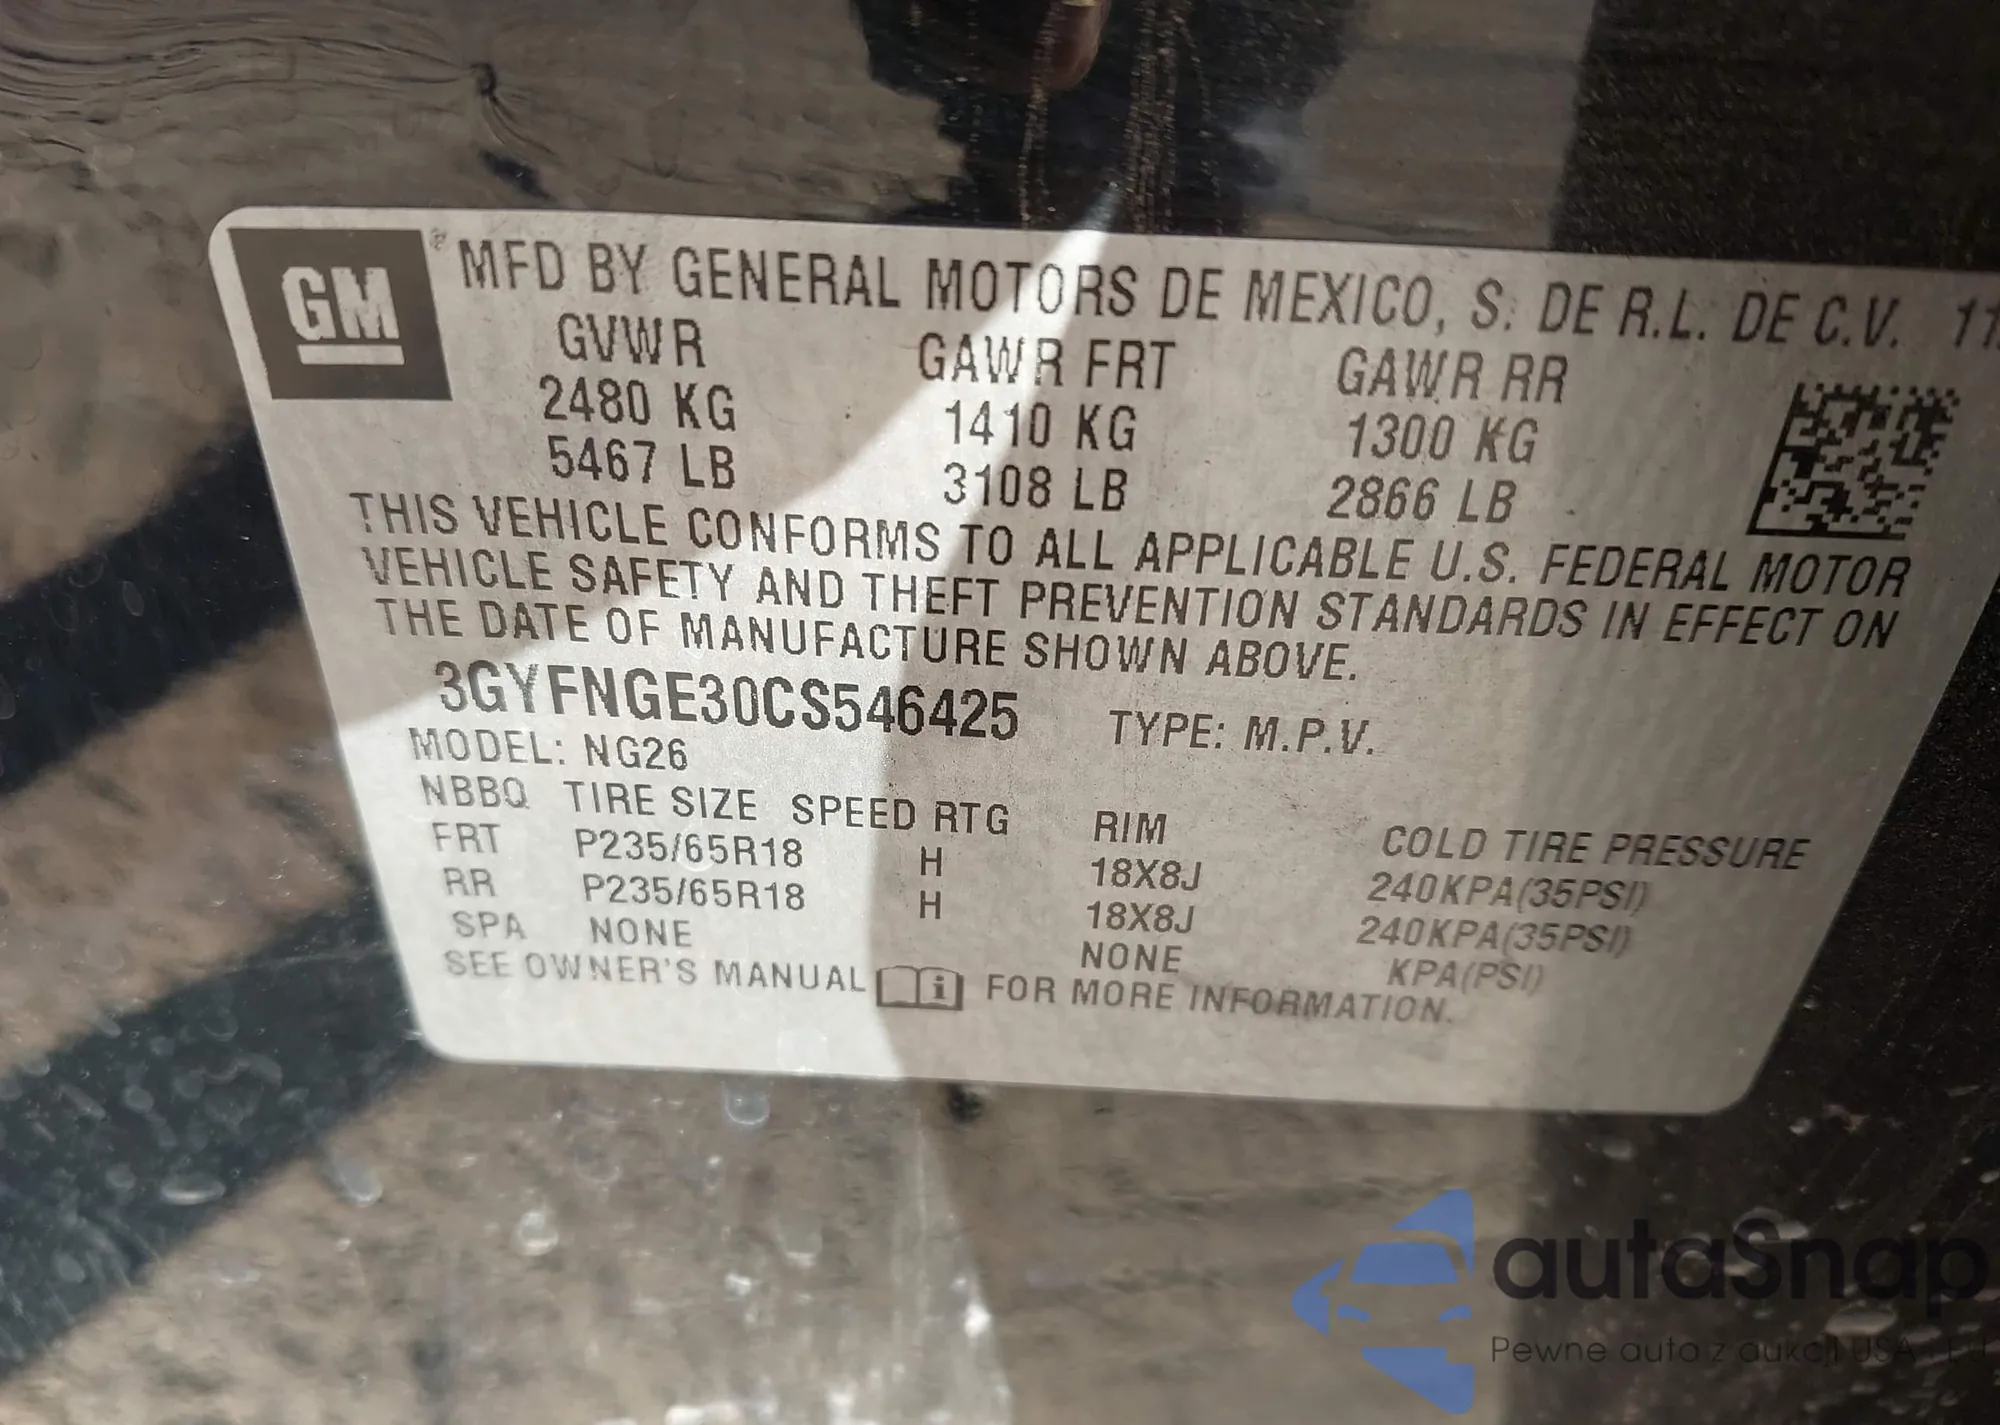 GM
® MFD BY GENERAL MOTORS DE MEXICO, S. DE R.L. DE C.V.
GVWR GAWR FRT GAWR RR
2480 KG 1410 KG 1300 KG
5467 LB 3108 LB 2866 LB
THIS VEHICLE CONFORMS TO ALL APPLICABLE U.S. FEDERAL MOTOR
VEHICLE SAFETY AND THEFT PREVENTION STANDARDS IN EFFECT ON
THE DATE OF MANUFACTURE SHOWN ABOVE.
3GYFNGE30CS546425 TYPE: M.P.V.
MODEL: NG26
NBBQ TIRE SIZE SPEED RTG RIM COLD TIRE PRESSURE
FRT P235/65R18 H 18X8J 240KPA(35PSI)
RR P235/65R18 H 18X8J 240KPA(35PSI)
SPA NONE NONE KPA(PSI)
SEE OWNER'S MANUAL i FOR MORE INFORMATION.
autaSnap
Pewne auta z aukcji USA